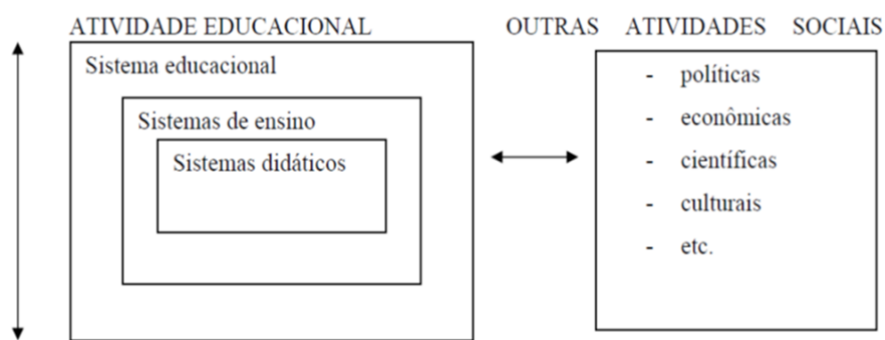 ATIVIDADE EDUCACIONAL
OUTRAS ATIVIDADES SOCIAIS
Sistema educacional
Sistemas de ensino
Sistemas didáticos
- políticas
- econômicas
- científicas
- culturais
- etc.